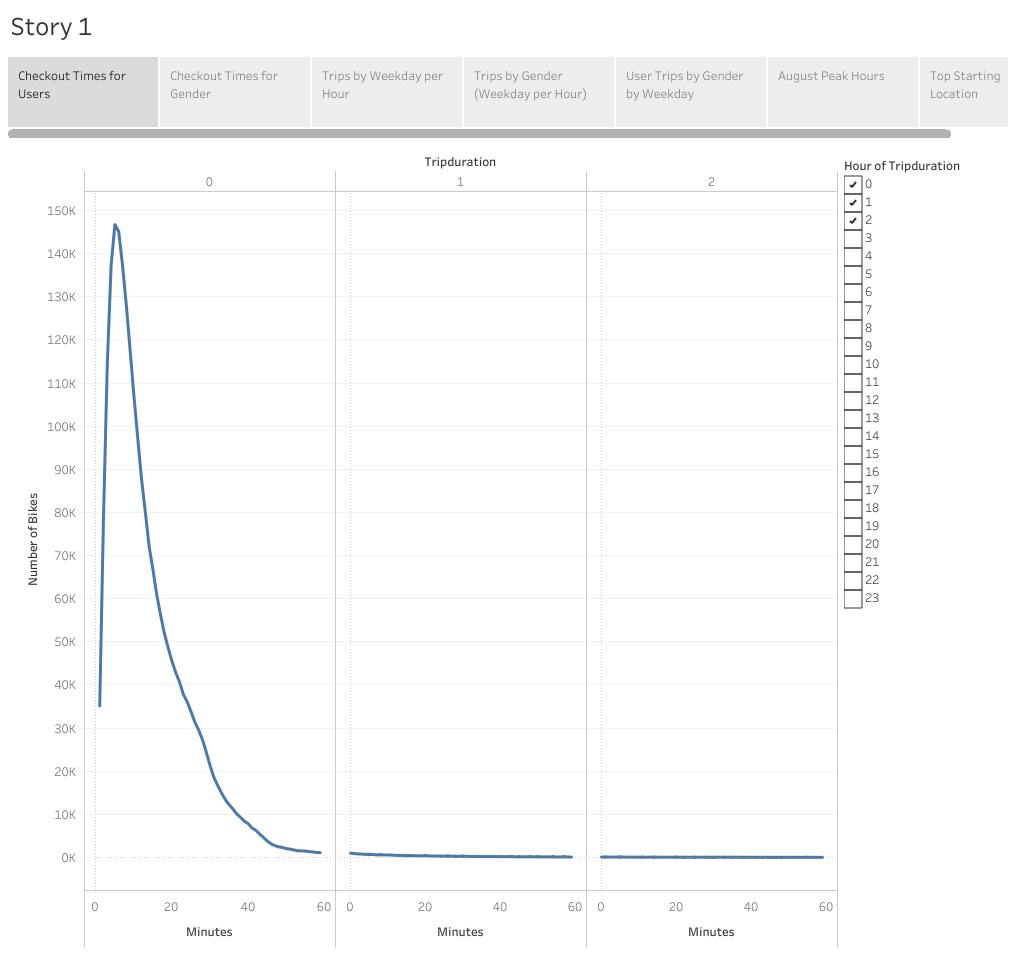 Story 1
Checkout Times for
Users
Checkout Times for
Gender
Trips by Weekday per
Hour
Trips by Gender
(Weekday per Hour)
User Trips by Gender
by Weekday
August Peak Hours
Top Starting
Location
Tripduration
0
1
2
150K
140K
130K
120K
110K
100K
90K
80K
70K
60K
50K
40K
30K
20K
10K
0K
Number of Bikes
0 20 40 60
0 20 40 60
0 20 40 60
Minutes
Minutes
Minutes
Hour of Tripduration
0
1
2
3
4
5
6
7
8
9
10
11
12
13
14
15
16
17
18
19
20
21
22
23